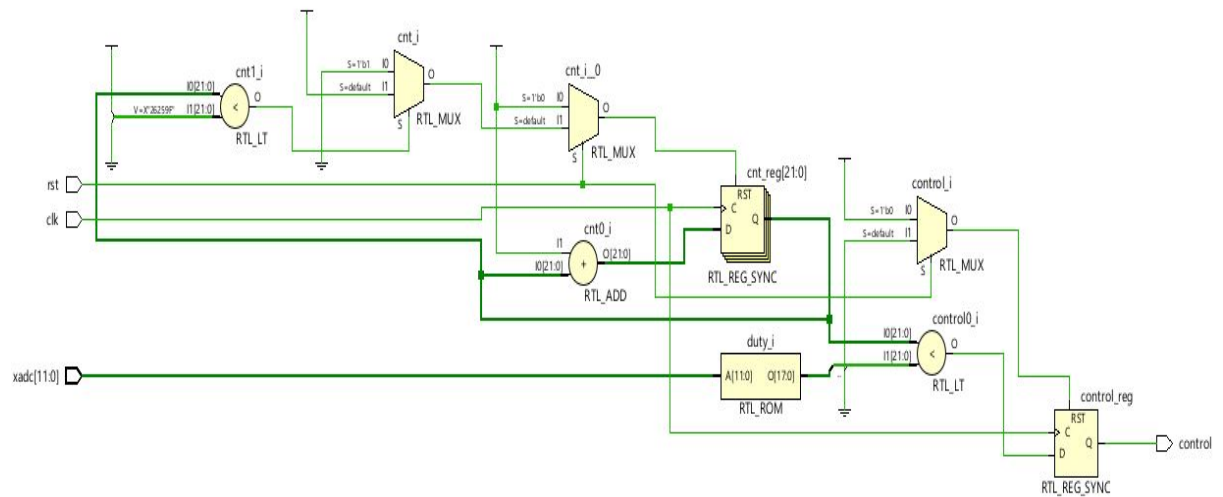 cnt1_i
I0[21:0]
V=X"26259F"
I1[21:0]
O
<
RTL_LT
cnt_i
S=1'b1
I0
S=default
I1
O
S
RTL_MUX
cnt_i__0
S=1'b0
I0
S=default
I1
O
S
RTL_MUX
rst
clk
cnt_reg[21:0]
RST
C
D
Q
RTL_REG_SYNC
cnt0_i
I1
I0[21:0]
+
O[21:0]
RTL_ADD
control_i
S=1'b0
I0
S=default
I1
O
S
RTL_MUX
xadc[11:0]
duty_i
A[11:0]
O[17:0]
RTL_ROM
control0_i
I0[21:0]
I1[21:0]
O
<
RTL_LT
control_reg
RST
C
D
Q
RTL_REG_SYNC
control